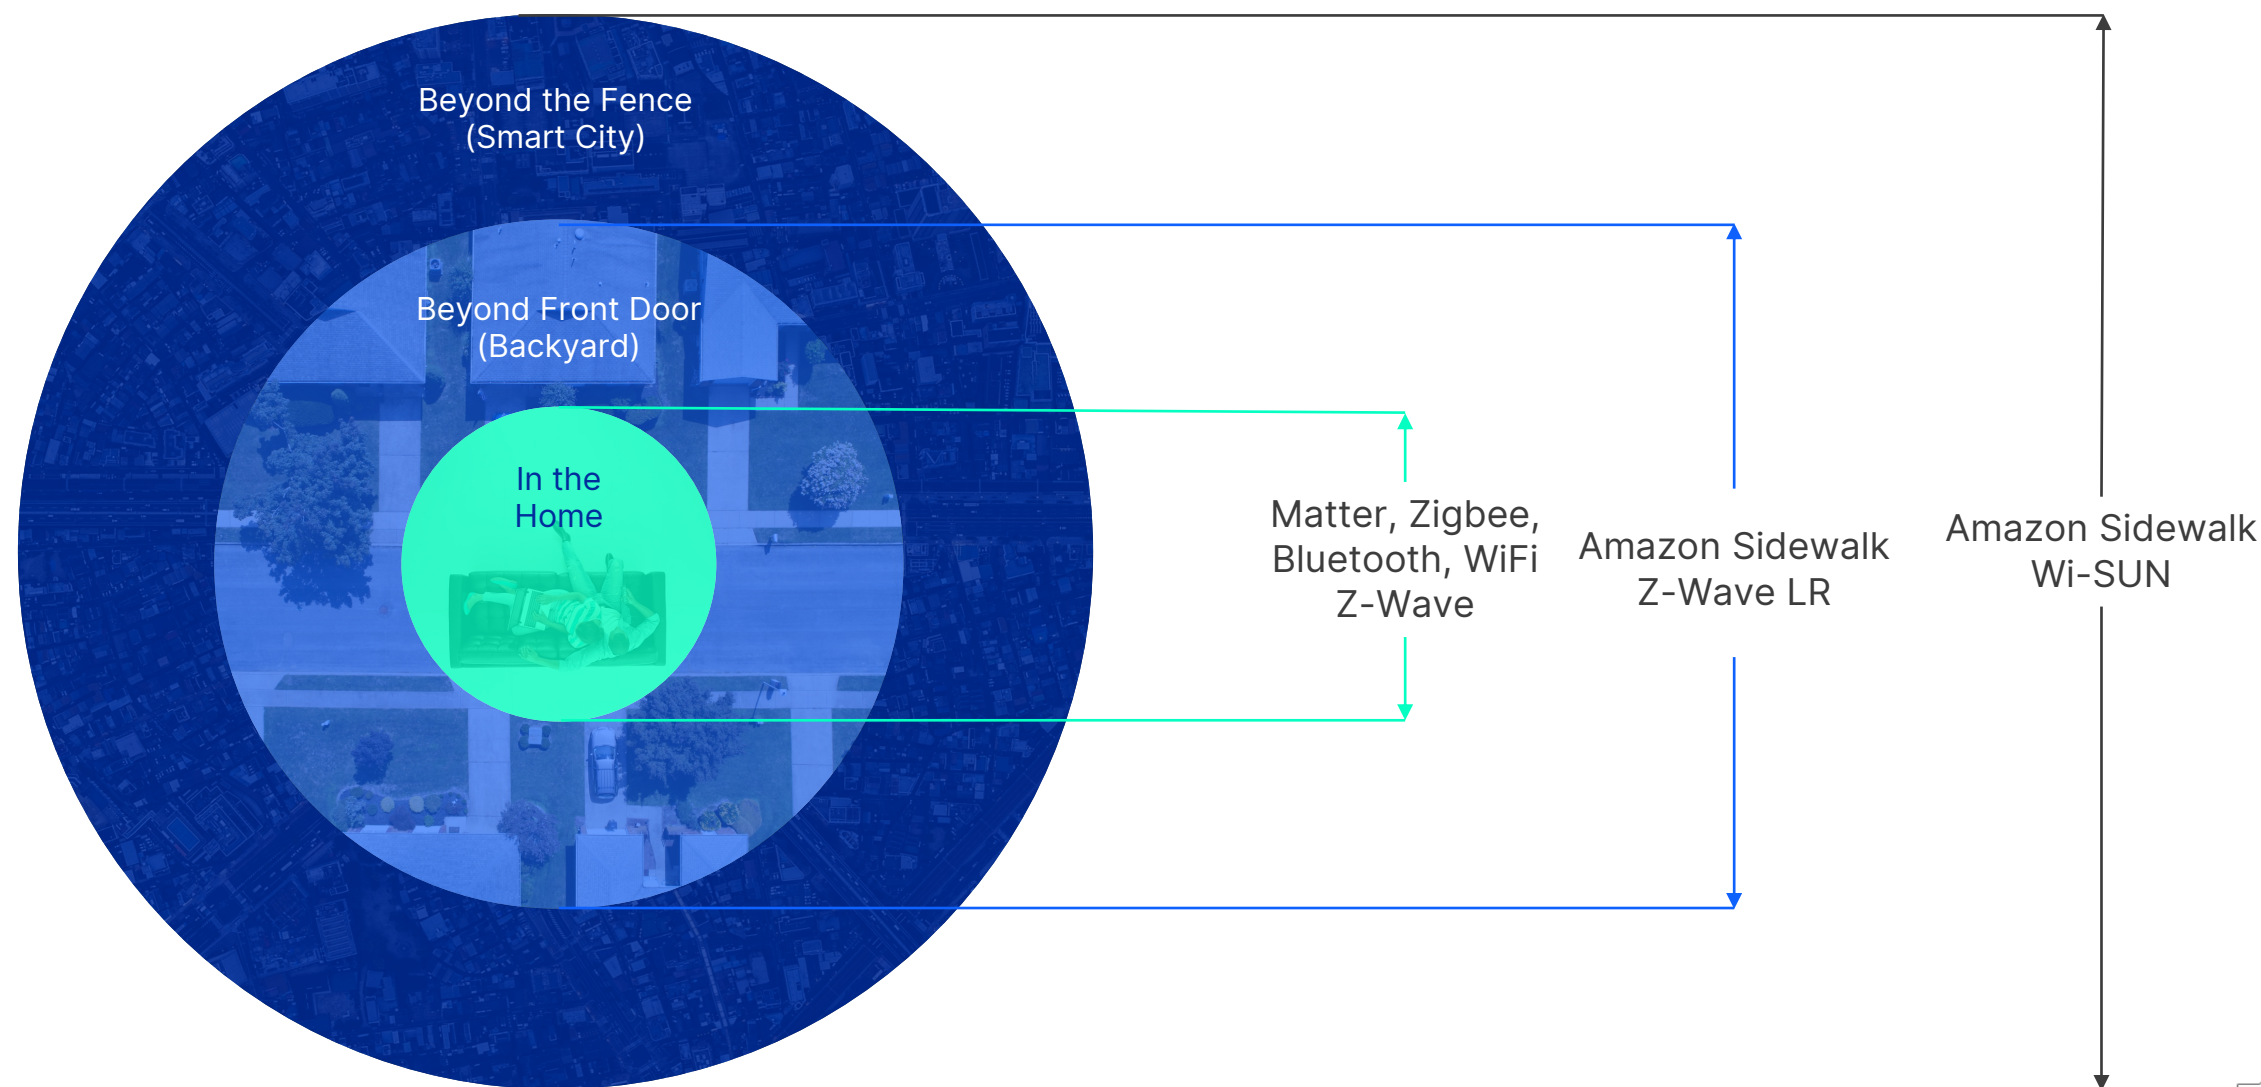 Beyond the Fence
(Smart City)
Beyond Front Door
(Backyard)
In the
Home
Matter, Zigbee,
Bluetooth, WiFi
Z-Wave
Amazon Sidewalk
Z-Wave LR
Amazon Sidewalk
Wi-SUN